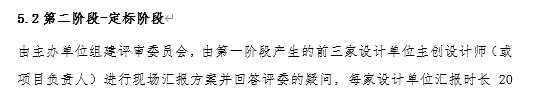 5.2 第二阶段-定标阶段
由主办单位组建评审委员会，由第一阶段产生的前三家设计单位主创设计师（或
项目负责人）进行现场汇报方案并回答评委的疑问，每家设计单位汇报时长 20